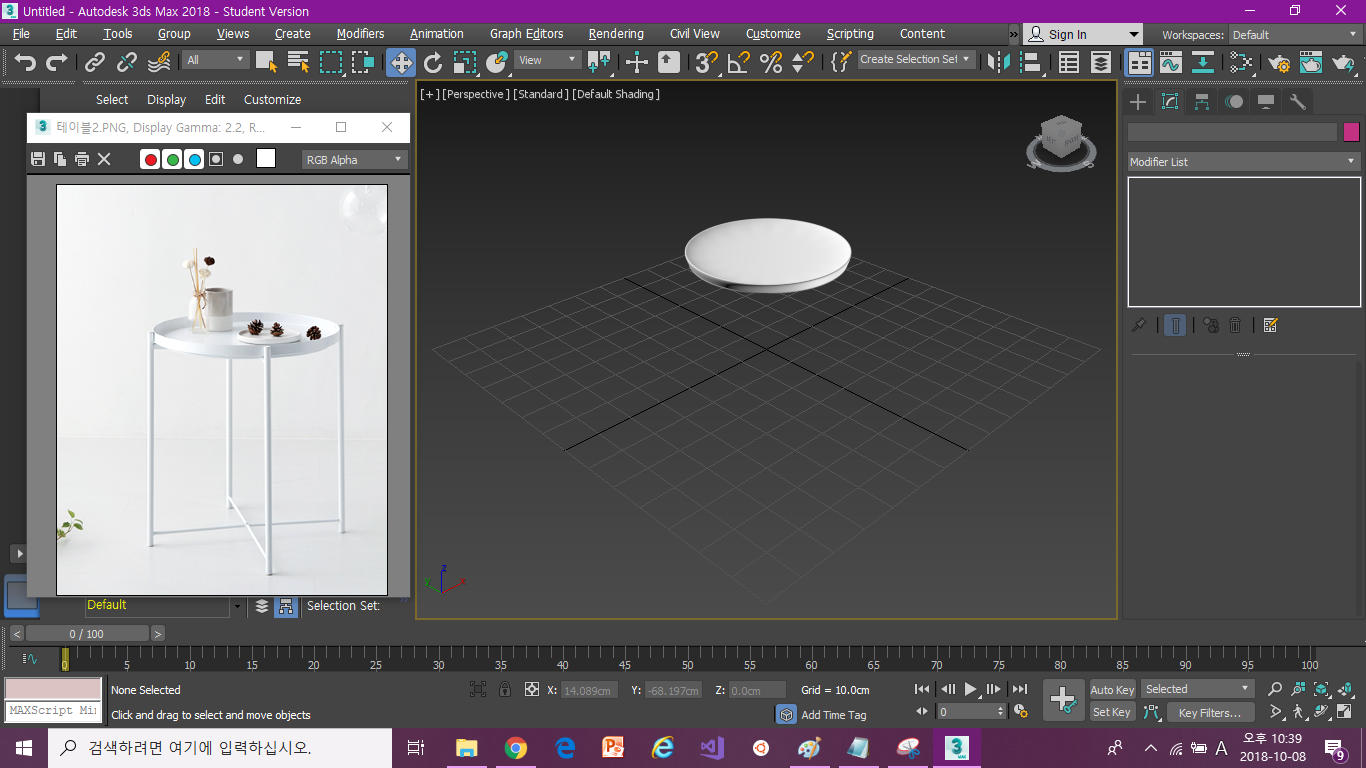 Untitled - Autodesk 3ds Max 2018 - Student Version
File Edit Tools Group Views Create Modifiers Animation Graph Editors Rendering Civil View Customize Scripting Content » Sign In Workspaces: Default
All View Create Selection Set
Select Display Edit Customize
[+] [Perspective] [Standard] [Default Shading]
테이블2.PNG, Display Gamma: 2.2, R...
RGB Alpha
Modifier List
z
y x
Default Selection Set:
< 0 / 100 >
0 5 10 15 20 25 30 35 40 45 50 55 60 65 70 75 80 85 90 95 100
None Selected X: 14.089cm Y: -68.197cm Z: 0.0cm Grid = 10.0cm Auto Key Selected
MAXScript Mi
Click and drag to select and move objects Add Time Tag 0 Set Key Key Filters...
검색하려면 여기에 입력하십시오. A 오후 10:39
2018-10-08 9